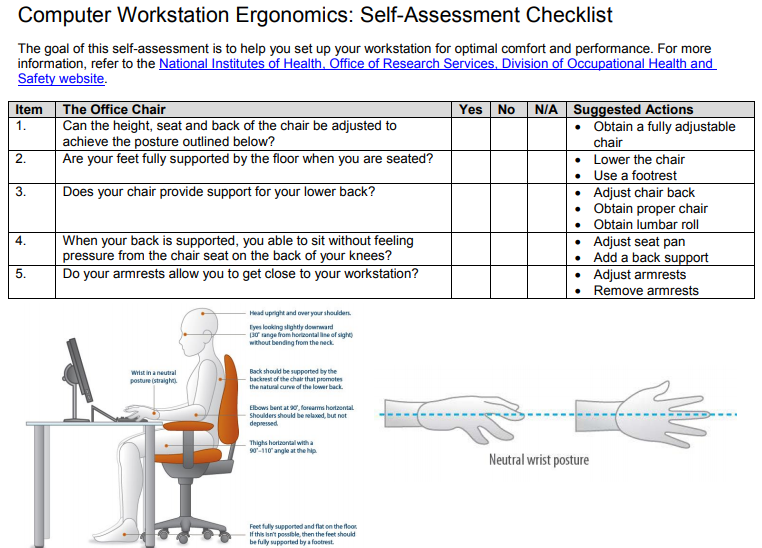 Computer Workstation Ergonomics: Self-Assessment Checklist
The goal of this self-assessment is to help you set up your workstation for optimal comfort and performance. For more
information, refer to the National Institutes of Health, Office of Research Services, Division of Occupational Health and
Safety website.
Item The Office Chair Yes No N/A Suggested Actions
1. Can the height, seat and back of the chair be adjusted to
achieve the posture outlined below?
• Obtain a fully adjustable
chair
2. Are your feet fully supported by the floor when you are seated?
• Lower the chair
• Use a footrest
3. Does your chair provide support for your lower back?
• Adjust chair back
• Obtain proper chair
• Obtain lumbar roll
4. When your back is supported, you able to sit without feeling
pressure from the chair seat on the back of your knees?
• Adjust seat pan
• Add a back support
5. Do your armrests allow you to get close to your workstation?
• Adjust armrests
• Remove armrests
Head upright and over your shoulders.
Eyes looking slightly downward
(30° range from horizontal line of sight)
without bending from the neck.
Wrist in a neutral
posture (straight).
Back should be supported by the
backrest of the chair that promotes
the natural curve of the lower back.
Elbows bent at 90°, forearms horizontal.
Shoulders should be relaxed, but not
depressed.
Thighs horizontal with a
90°-110° angle at the hip.
Feet fully supported and flat on the floor.
If this isn't possible, then the feet should
be fully supported by a footrest.
Neutral wrist posture